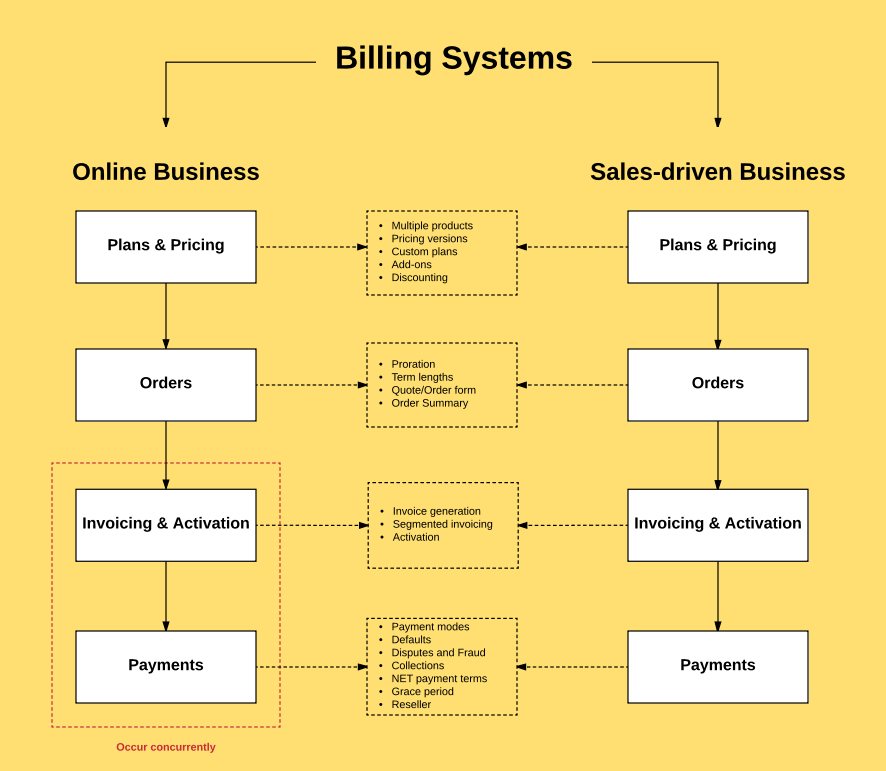 Billing Systems
Online Business
Sales-driven Business
Plans & Pricing
• Multiple products
• Pricing versions
• Custom plans
• Add-ons
• Discounting
Plans & Pricing
Orders
• Proration
• Term lengths
• Quote/Order form
• Order Summary
Orders
Invoicing & Activation
• Invoice generation
• Segmented invoicing
• Activation
Invoicing & Activation
Payments
• Payment modes
• Defaults
• Disputes and Fraud
• Collections
• NET payment terms
• Grace period
• Reseller
Payments
Occur concurrently